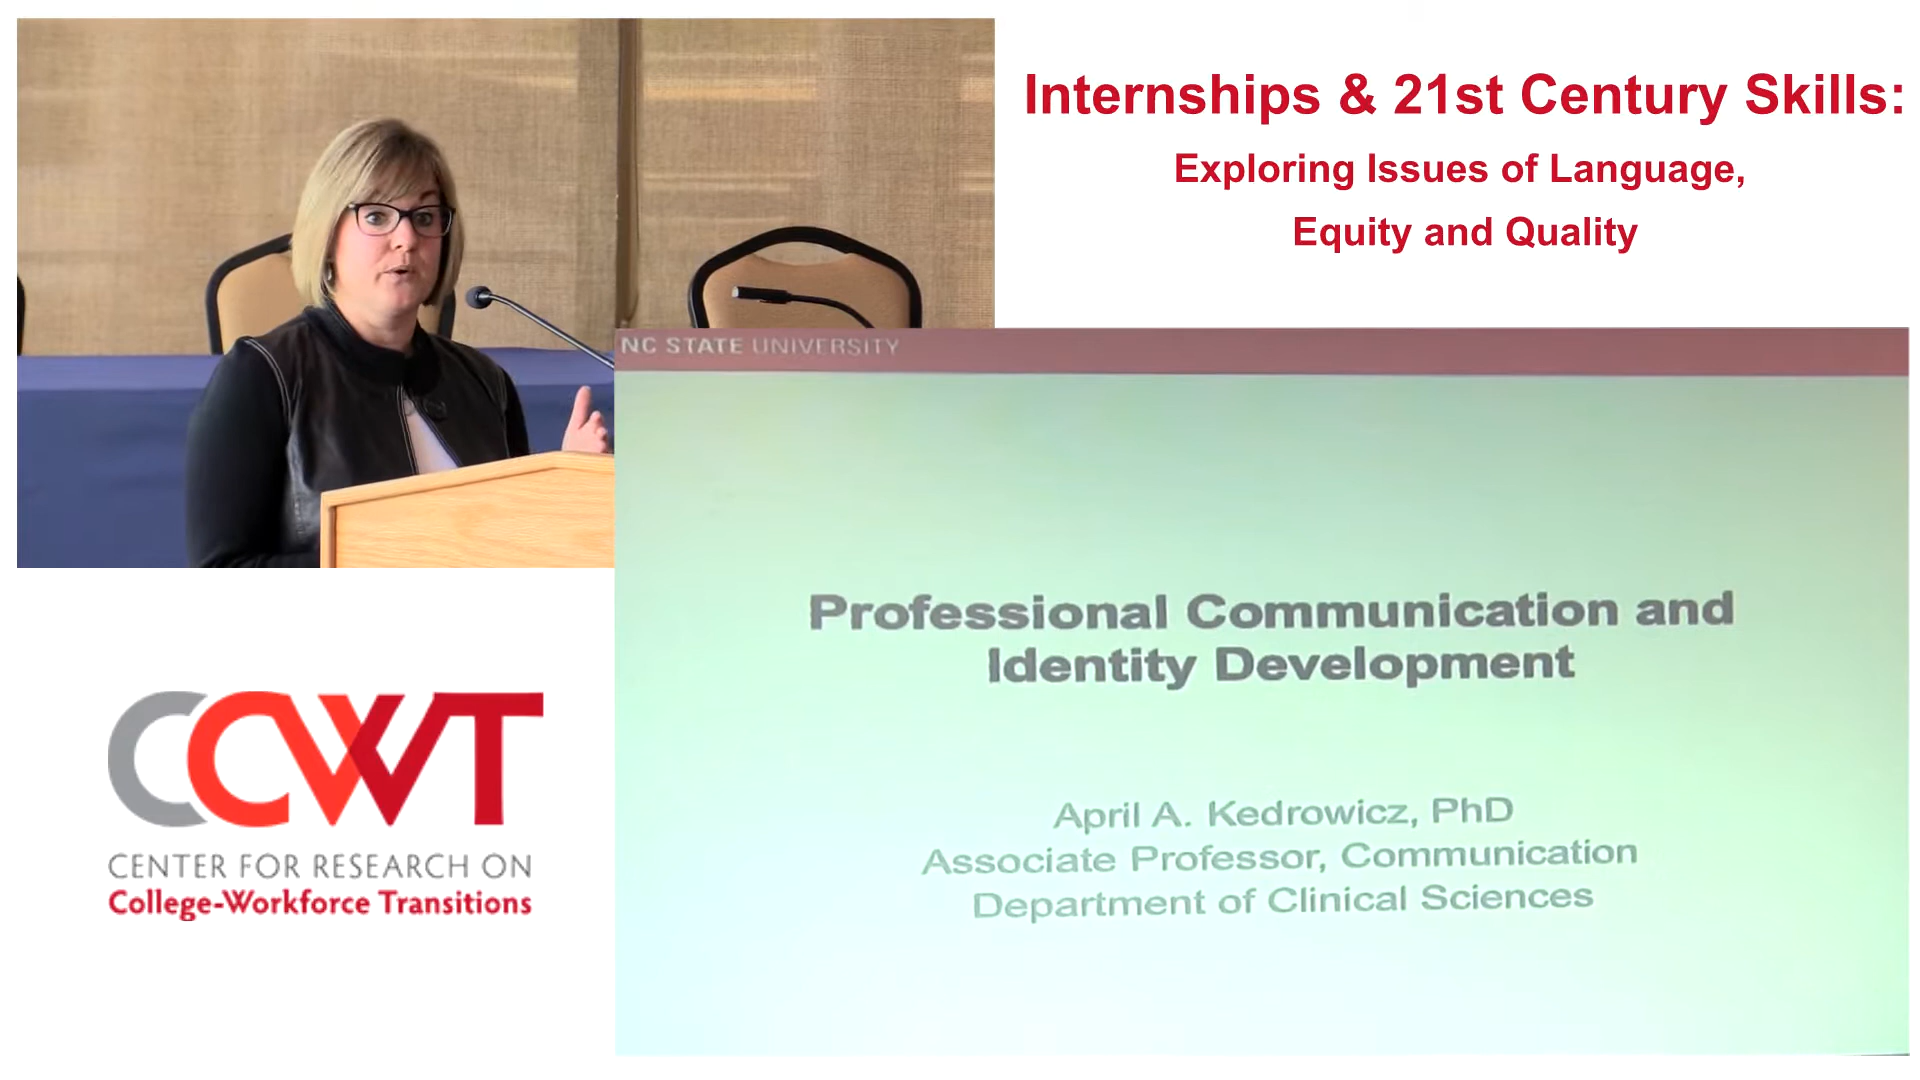 Internships & 21st Century Skills:
Exploring Issues of Language,
Equity and Quality
NC STATE UNIVERSITY
Professional Communication and
Identity Development
April A. Kedrowicz, PhD
Associate Professor, Communication
Department of Clinical Sciences
CCWT
CENTER FOR RESEARCH ON
College-Workforce Transitions